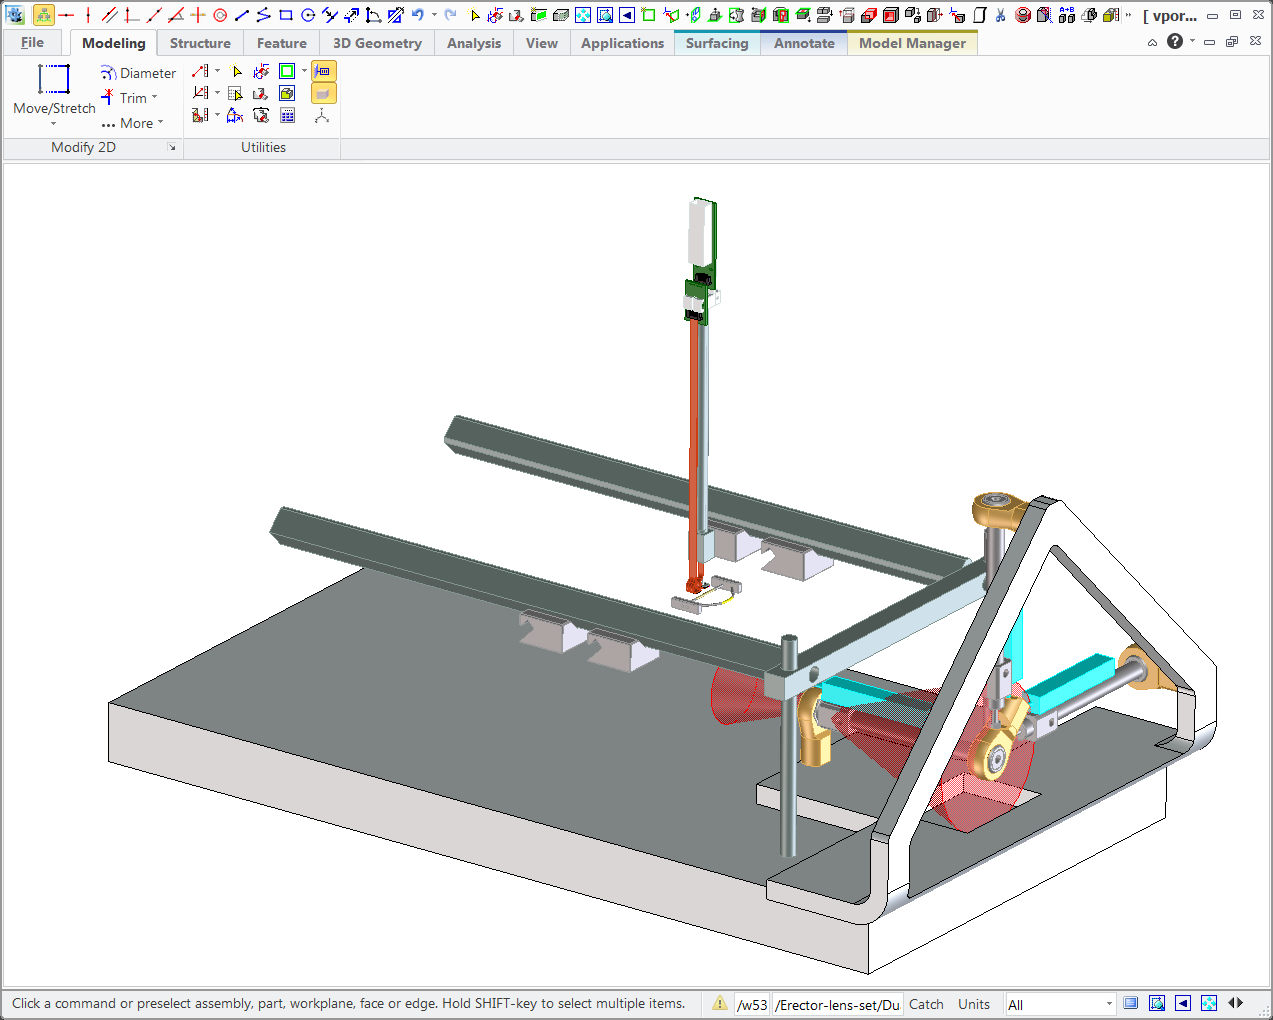 [ vpor...
File Modeling Structure Feature 3D Geometry Analysis View Applications Surfacing Annotate Model Manager
Move/Stretch
Diameter
Trim
... More
Modify 2D
Utilities
Click a command or preselect assembly, part, workplane, face or edge. Hold SHIFT-key to select multiple items.
/w53
/Erector-lens-set/Du
Catch
Units
All